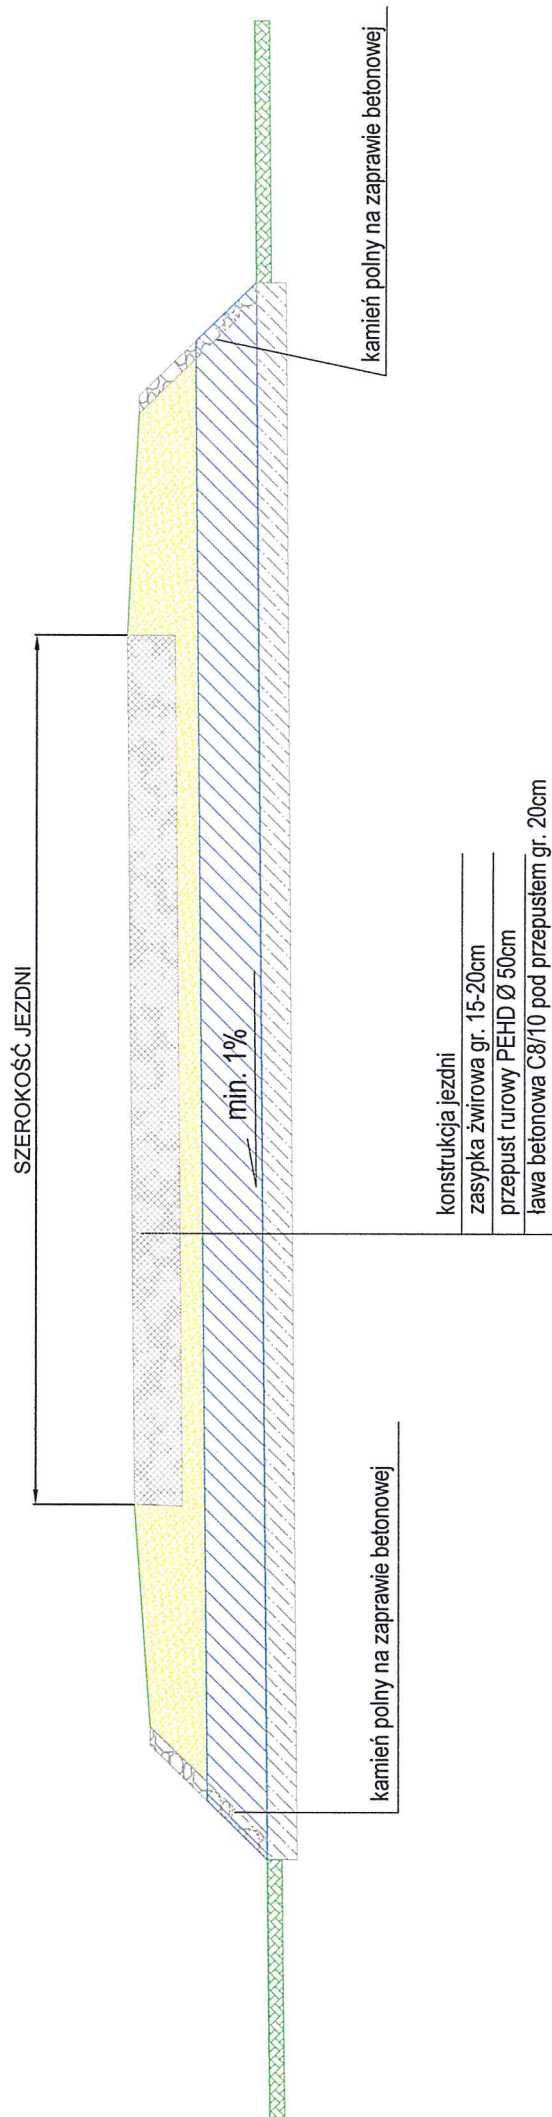 SZEROKOŚĆ JEZDNI
min. 1%
kamień polny na zaprawie betonowej
kamień polny na zaprawie betonowej
konstrukcja jezdni
zasypka żwirowa gr. 15-20cm
przepust rurowy PEHD Ø 50cm
ława betonowa C8/10 pod przepustem gr. 20cm